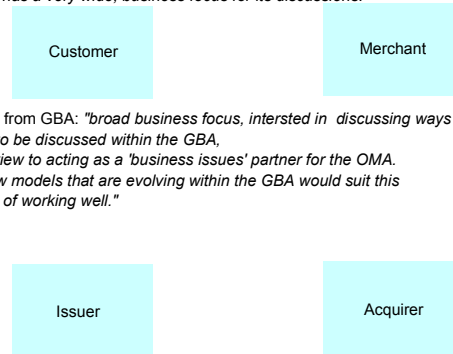 a very wide, business focus for its discussions.
Customer
Merchant
from GBA: "broad business focus, intersted in discussing ways
to be discussed within the GBA,
view to acting as a 'business issues' partner for the OMA.
models that are evolving within the GBA would suit this
of working well."
Issuer
Acquirer